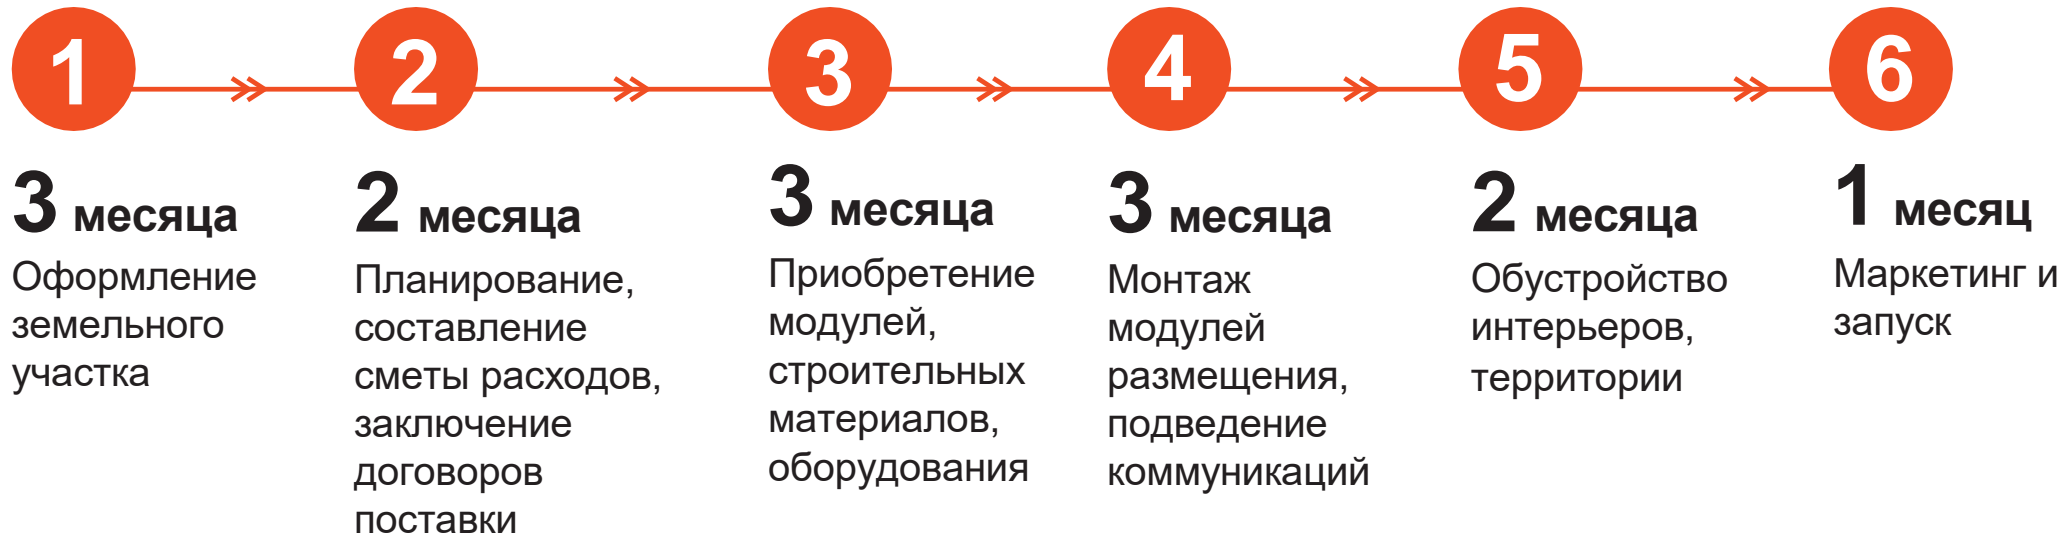 1
2
3
4
5
6
3 месяца
Оформление
земельного
участка
2 месяца
Планирование,
составление
сметы расходов,
заключение
договоров
поставки
3 месяца
Приобретение
модулей,
строительных
материалов,
оборудования
3 месяца
Монтаж
модулей
размещения,
подведение
коммуникаций
2 месяца
Обустройство
интерьеров,
территории
1 месяц
Маркетинг и
запуск